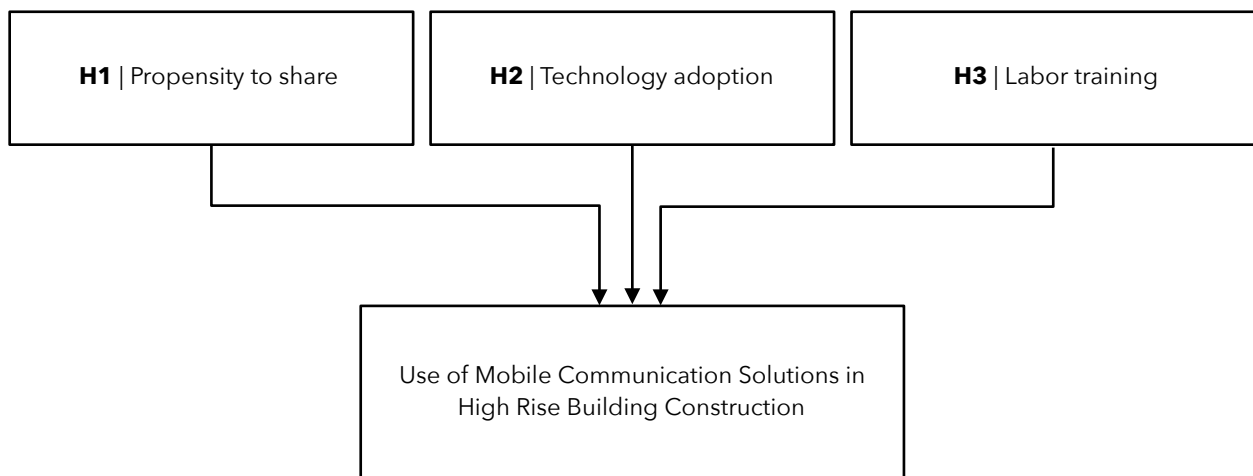 H1 | Propensity to share
H2 | Technology adoption
H3 | Labor training
Use of Mobile Communication Solutions in
High Rise Building Construction